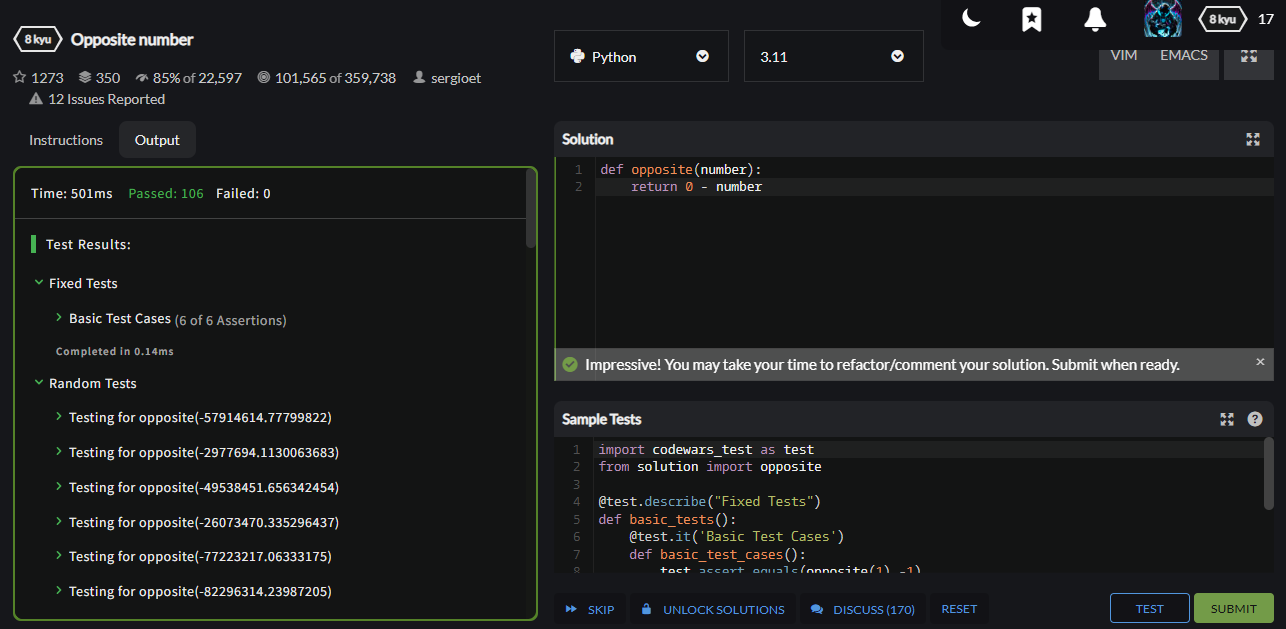 8 kyu Opposite number
1273 350 85% of 22,597 101,565 of 359,738 sergioet
12 Issues Reported
Instructions Output
Time: 501ms Passed: 106 Failed: 0
Test Results:
Fixed Tests
Basic Test Cases (6 of 6 Assertions)
Completed in 0.14ms
Random Tests
Testing for opposite(-57914614.77799822)
Testing for opposite(-2977694.1130063683)
Testing for opposite(-49538451.656342454)
Testing for opposite(-26073470.335296437)
Testing for opposite(-77223217.06333175)
Testing for opposite(-82296314.23987205)
8 kyu 17
Python 3.11 VIM EMACS
Solution
1 def opposite(number):
2     return 0 - number
Impressive! You may take your time to refactor/comment your solution. Submit when ready. ×
Sample Tests ?
1 import codewars_test as test
2 from solution import opposite
3
4 @test.describe("Fixed Tests")
5 def basic_tests():
6     @test.it('Basic Test Cases')
7     def basic_test_cases():
8         test.assert_equals(opposite(1),-1)
SKIP UNLOCK SOLUTIONS DISCUSS (170) RESET TEST SUBMIT